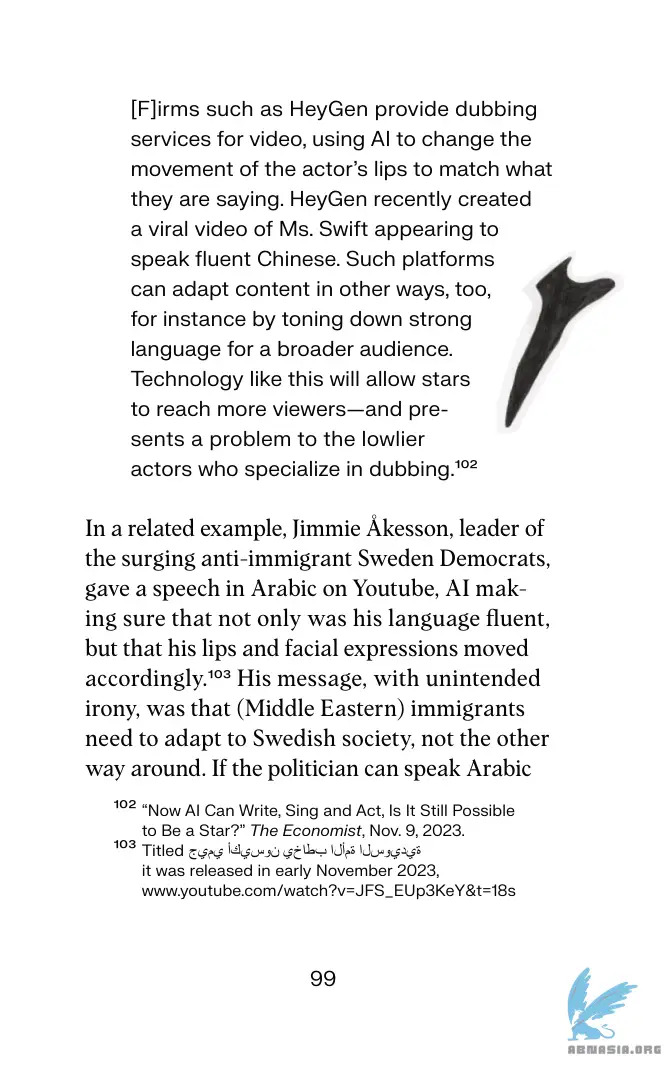 [F]irms such as HeyGen provide dubbing
services for video, using AI to change the
movement of the actor’s lips to match what
they are saying. HeyGen recently created
a viral video of Ms. Swift appearing to
speak fluent Chinese. Such platforms
can adapt content in other ways, too,
for instance by toning down strong
language for a broader audience.
Technology like this will allow stars
to reach more viewers—and pre-
sents a problem to the lowlier
actors who specialize in dubbing.¹⁰²
In a related example, Jimmie Åkesson, leader of
the surging anti-immigrant Sweden Democrats,
gave a speech in Arabic on Youtube, AI mak-
ing sure that not only was his language fluent,
but that his lips and facial expressions moved
accordingly.¹⁰³ His message, with unintended
irony, was that (Middle Eastern) immigrants
need to adapt to Swedish society, not the other
way around. If the politician can speak Arabic
¹⁰² “Now AI Can Write, Sing and Act, Is It Still Possible
to Be a Star?” The Economist, Nov. 9, 2023.
¹⁰³ Titled جيمي أكيسون يخاطب الأمة السويدية
it was released in early November 2023,
www.youtube.com/watch?v=JFS_EUp3KeY&t=18s
99
ABNASIA.ORG